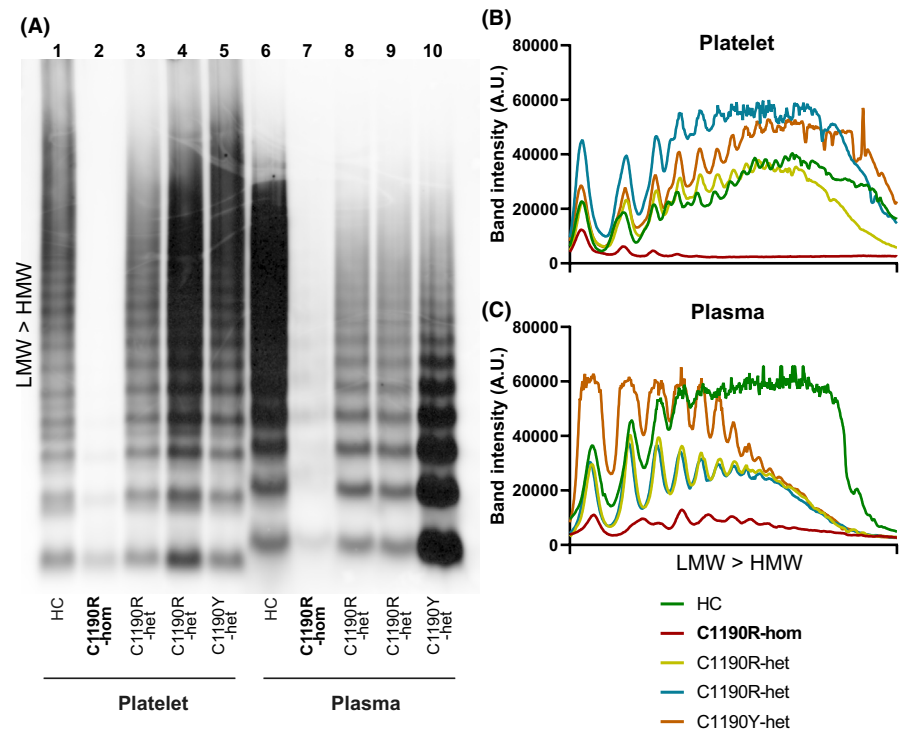 (A)
1 2 3 4 5 6 7 8 9 10
LMW > HMW
HC
C1190R
-hom
C1190R
-het
C1190R
-het
C1190Y
-het
HC
C1190R
-hom
C1190R
-het
C1190R
-het
C1190Y
-het
Platelet Plasma
(B)
Platelet
Band intensity (A.U.)
80000
60000
40000
20000
0
(C)
Plasma
Band intensity (A.U.)
80000
60000
40000
20000
0
LMW > HMW
HC
C1190R-hom
C1190R-het
C1190R-het
C1190Y-het